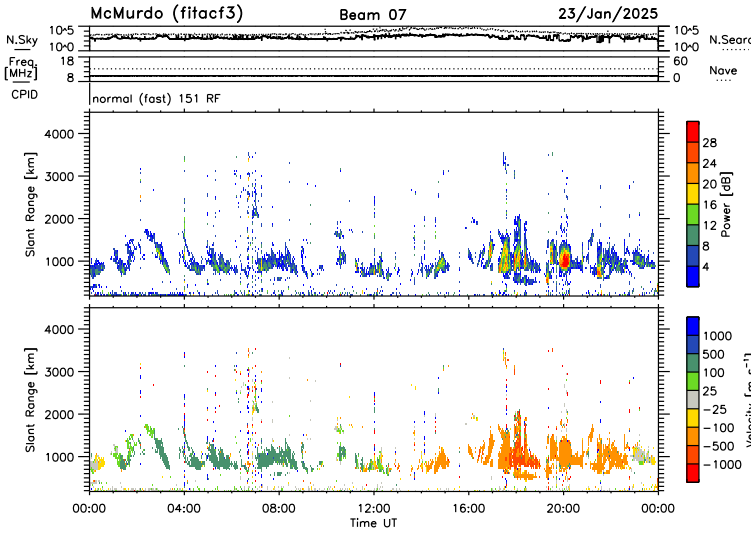 McMurdo (fitacf3) Beam 07 23/Jan/2025
N.Sky 10^5 10^0 10^5 10^0 N.Sear
Freq. [MHz] 18 8 60 0 Nave
CPID normal (fast) 151 RF
Slant Range [km] 4000 3000 2000 1000
28 24 20 16 12 8 4 Power [dB]
Slant Range [km] 4000 3000 2000 1000
1000 500 100 25 -25 -100 -500 -1000 Velocity [m s^-1]
00:00 04:00 08:00 12:00 16:00 20:00 00:00
Time UT